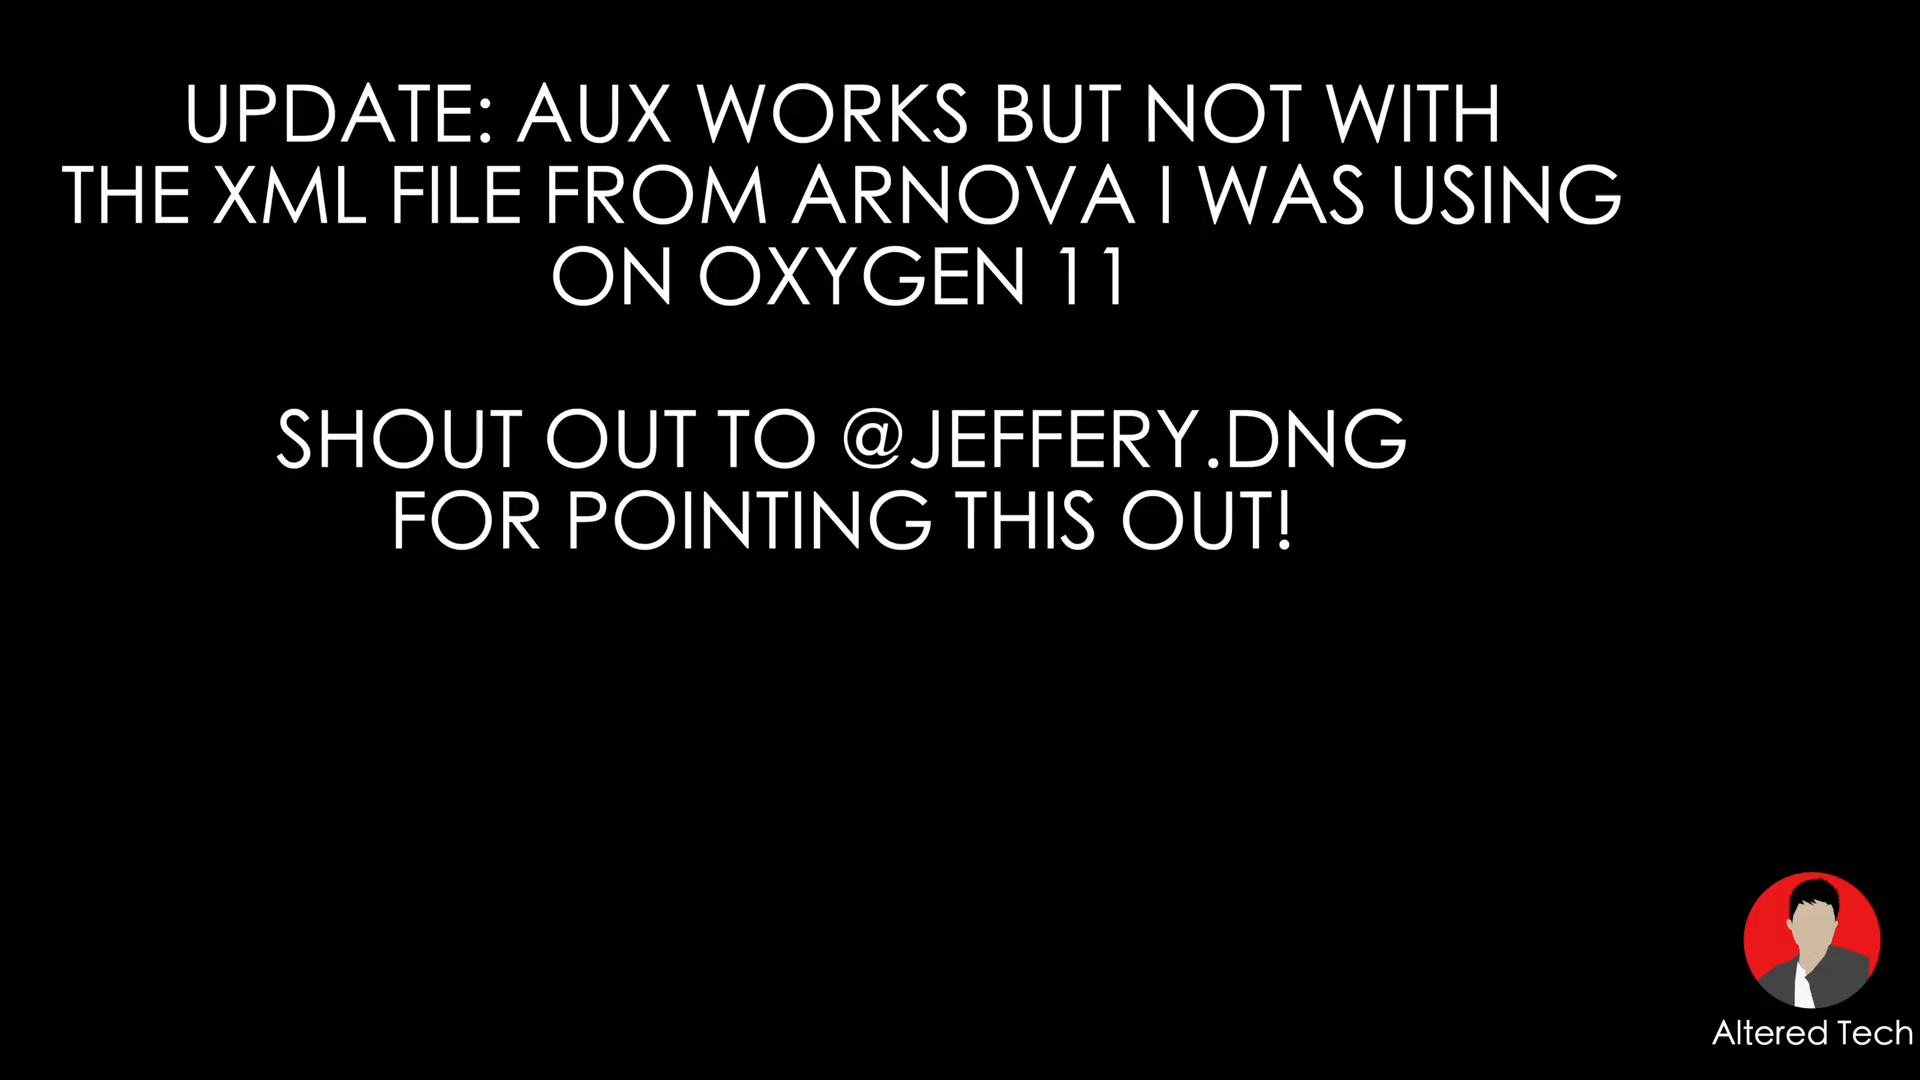 UPDATE: AUX WORKS BUT NOT WITH
THE XML FILE FROM ARNOVA I WAS USING
ON OXYGEN 11
SHOUT OUT TO @JEFFERY.DNG
FOR POINTING THIS OUT!
Altered Tech